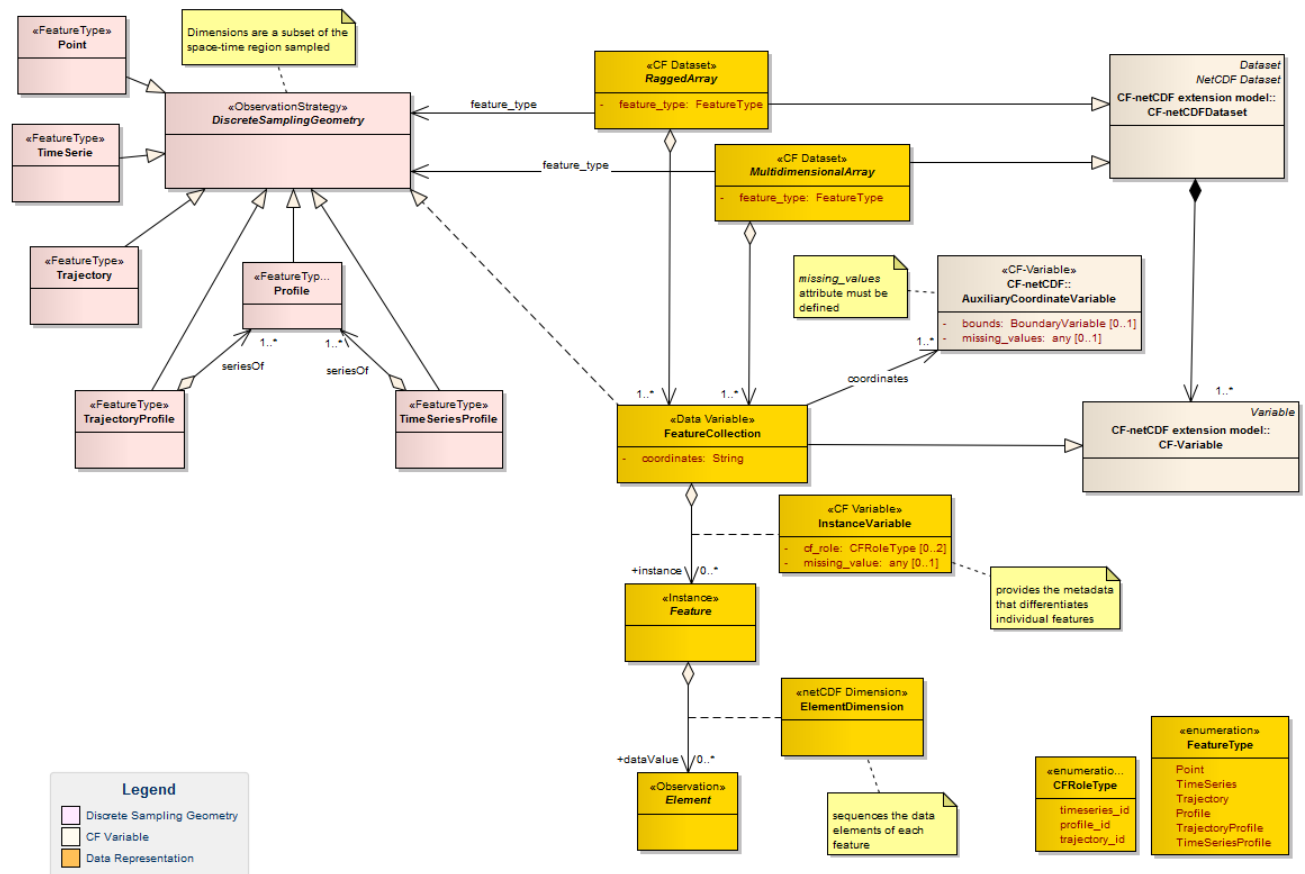 «FeatureType»
Point
Dimensions are a subset of the
space-time region sampled
«ObservationStrategy»
DiscreteSamplingGeometry
«FeatureType»
TimeSerie
«FeatureType»
Trajectory
«FeatureTyp...
Profile
1..*
1..*
seriesOf
seriesOf
«FeatureType»
TrajectoryProfile
«FeatureType»
TimeSeriesProfile
feature_type
feature_type
«CF Dataset»
RaggedArray
- feature_type: FeatureType
«CF Dataset»
MultidimensionalArray
- feature_type: FeatureType
Dataset
NetCDF Dataset
CF-netCDF extension model::
CF-netCDFDataset
missing_values
attribute must be
defined
«CF-Variable»
CF-netCDF::
AuxiliaryCoordinateVariable
- bounds: BoundaryVariable [0..1]
- missing_values: any [0..1]
1..*
coordinates
1..*
1..*
1..*
«Data Variable»
FeatureCollection
- coordinates: String
Variable
CF-netCDF extension model::
CF-Variable
«CF Variable»
InstanceVariable
- cf_role: CFRoleType [0..2]
- missing_value: any [0..1]
+instance
0..*
provides the metadata
that differentiates
individual features
«Instance»
Feature
«netCDF Dimension»
ElementDimension
+dataValue
0..*
«Observation»
Element
sequences the data
elements of each
feature
«enumeratio...
CFRoleType
timeseries_id
profile_id
trajectory_id
«enumeration»
FeatureType
Point
TimeSeries
Trajectory
Profile
TrajectoryProfile
TimeSeriesProfile
Legend
Discrete Sampling Geometry
CF Variable
Data Representation